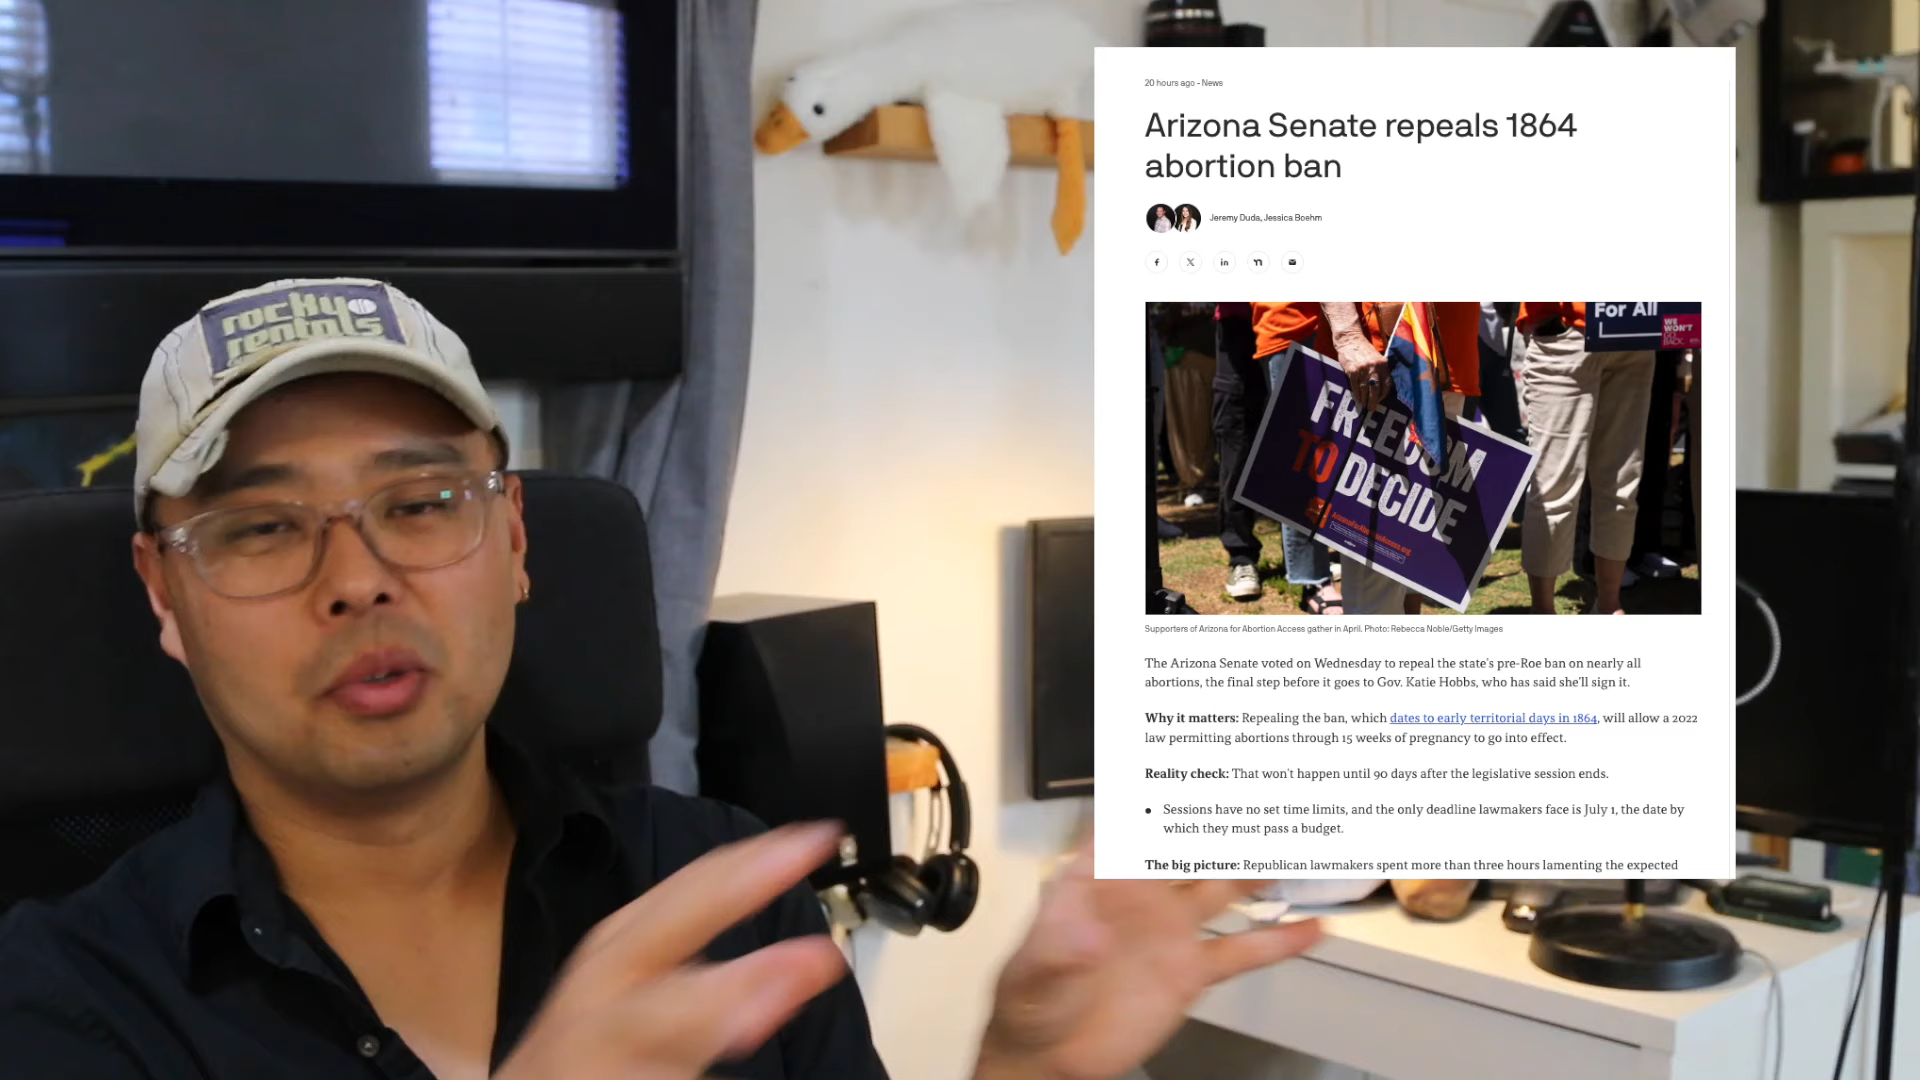 rocky
rentals
20 hours ago - News
Arizona Senate repeals 1864
abortion ban
Jeremy Duda, Jessica Boehm
For All
WE
WON'T
GO
BACK
FREEDOM
TO DECIDE
Supporters of Arizona for Abortion Access gather in April. Photo: Rebecca Noble/Getty Images
The Arizona Senate voted on Wednesday to repeal the state's pre-Roe ban on nearly all
abortions, the final step before it goes to Gov. Katie Hobbs, who has said she'll sign it.
Why it matters: Repealing the ban, which dates to early territorial days in 1864, will allow a 2022
law permitting abortions through 15 weeks of pregnancy to go into effect.
Reality check: That won't happen until 90 days after the legislative session ends.
• Sessions have no set time limits, and the only deadline lawmakers face is July 1, the date by
which they must pass a budget.
The big picture: Republican lawmakers spent more than three hours lamenting the expected